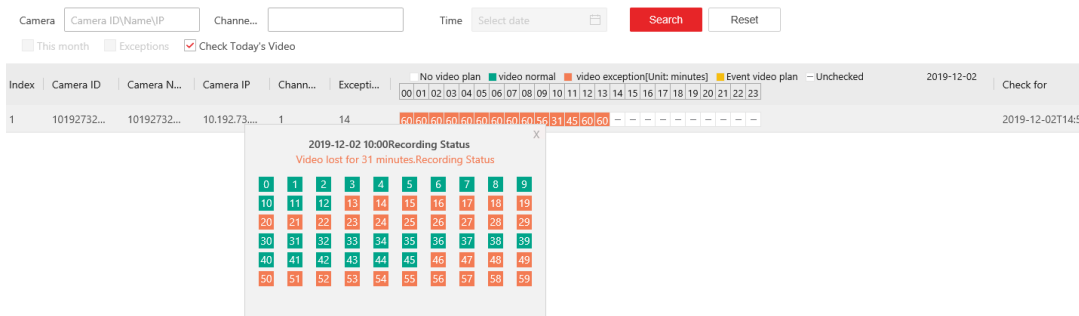 Camera Camera ID\Name\IP Channe... Time Select date Search Reset
This month Exceptions Check Today's Video
Index Camera ID Camera N... Camera IP Chann... Excepti... No video plan video normal video exception[Unit: minutes] Event video plan – Unchecked 2019-12-02 Check for
00 01 02 03 04 05 06 07 08 09 10 11 12 13 14 15 16 17 18 19 20 21 22 23
1 10192732... 10192732... 10.192.73.... 1 14 60 60 60 60 60 60 60 60 60 56 31 45 60 60 – – – – – – – – – – 2019-12-02T14:5
X
2019-12-02 10:00Recording Status
Video lost for 31 minutes.Recording Status
0 1 2 3 4 5 6 7 8 9
10 11 12 13 14 15 16 17 18 19
20 21 22 23 24 25 26 27 28 29
30 31 32 33 34 35 36 37 38 39
40 41 42 43 44 45 46 47 48 49
50 51 52 53 54 55 56 57 58 59